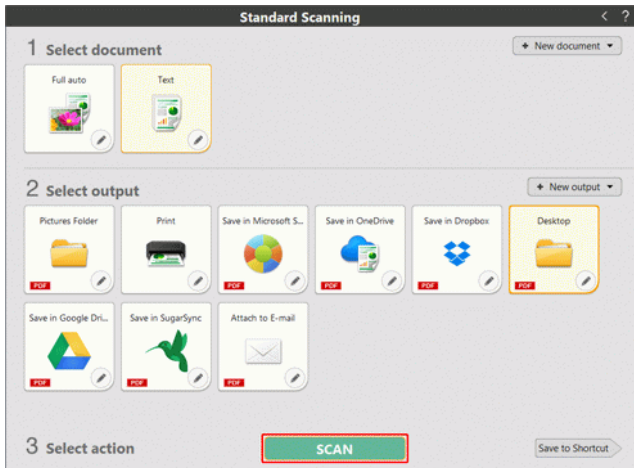 Standard Scanning
< ?
1 Select document
+ New document
Full auto
Text
2 Select output
+ New output
Pictures Folder
Print
Save in Microsoft S...
Save in OneDrive
Save in Dropbox
Desktop
PDF
PDF
PDF
PDF
PDF
Save in Google Dri...
Save in SugarSync
Attach to E-mail
PDF
PDF
PDF
3 Select action
SCAN
Save to Shortcut